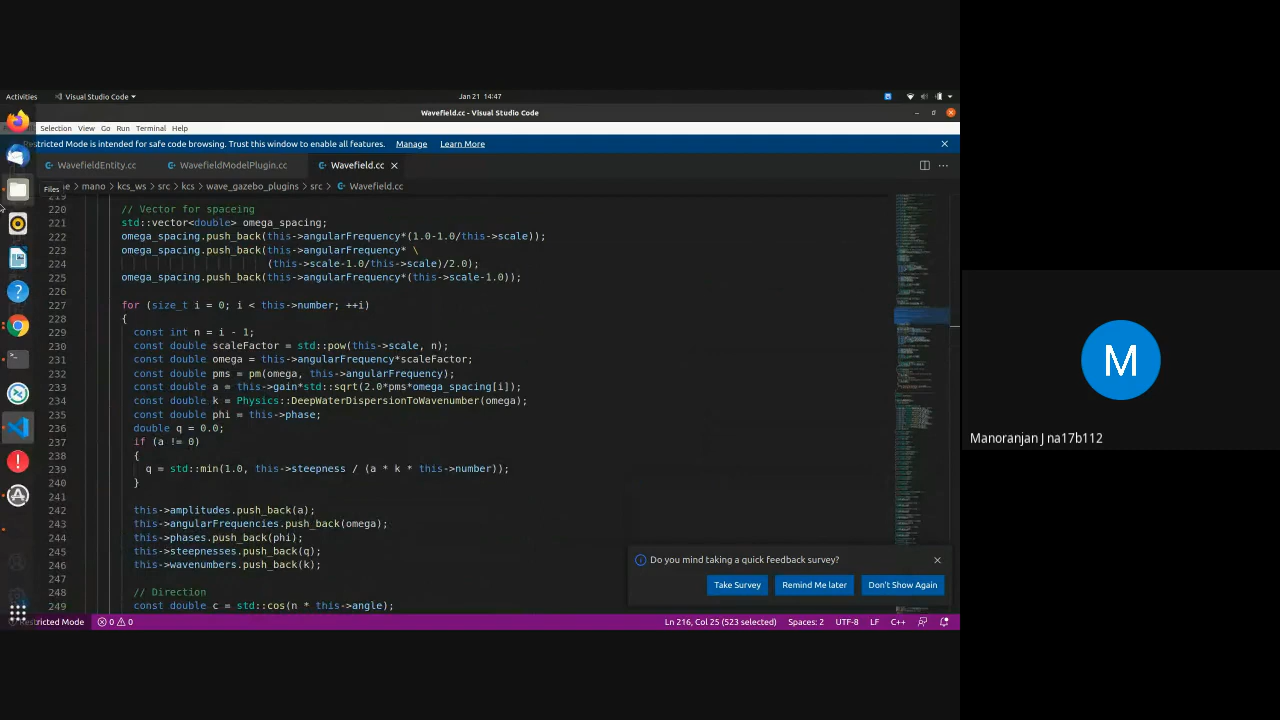 Activities
Visual Studio Code
Jan 21 14:47
Wavefield.cc - Visual Studio Code
Selection View Go Run Terminal Help
Restricted Mode is intended for safe code browsing. Trust this window to enable all features. Manage Learn More
WavefieldEntity.cc
WavefieldModelPlugin.cc
Wavefield.cc
Files
mano > kcs_ws > src > kcs > wave_gazebo_plugins > src > Wavefield.cc
219
220 // Vector for spaceing
221 std::vector<double> omega_spacing;
222 omega_spacing.push_back(this->angularFrequency*(1.0-1.0/this->scale));
223 omega_spacing.push_back(this->angularFrequency* \
224 (this->scale-1.0/this->scale)/2.0);
225 omega_spacing.push_back(this->angularFrequency*(this->scale-1.0));
226
227 for (size_t i = 0; i < this->number; ++i)
228 {
229 const int n = i - 1;
230 const double scaleFactor = std::pow(this->scale, n);
231 const double omega = this->angularFrequency*scaleFactor;
232 const double pms = pm(omega, this->angularFrequency);
233 const double a = this->gain*std::sqrt(2.0*pms*omega_spacing[i]);
234 const double k = Physics::DeepWaterDispersionToWavenumber(omega);
235 const double phi = this->phase;
236 double q = 0.0;
237 if (a != 0)
238
239 q = std::min(1.0, this->steepness / (a * k * this->number));
240 }
241
242 this->amplitudes.push_back(a);
243 this->angularFrequencies.push_back(omega);
244 this->phases.push_back(phi);
245 this->steepnesses.push_back(q);
246 this->wavenumbers.push_back(k);
247
248 // Direction
249 const double c = std::cos(n * this->angle);
Do you mind taking a quick feedback survey?
Take Survey
Remind Me later
Don't Show Again
Restricted Mode
0
0
Ln 216, Col 25 (523 selected)
Spaces: 2
UTF-8
LF
C++
M
Manoranjan J na17b112